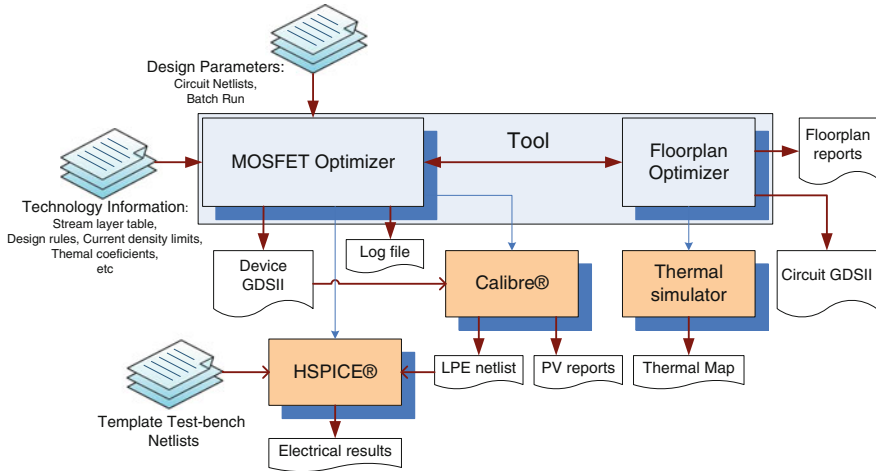 Design Parameters:
Circuit Netlists,
Batch Run
Tool
MOSFET Optimizer
Floorplan
Optimizer
Floorplan
reports
Technology Information:
Stream layer table,
Design rules, Current density limits,
Themal coeficients,
etc
Log file
Device
GDSII
Calibre®
Thermal
simulator
Circuit GDSII
HSPICE®
LPE netlist
PV reports
Thermal Map
Template Test-bench
Netlists
Electrical results